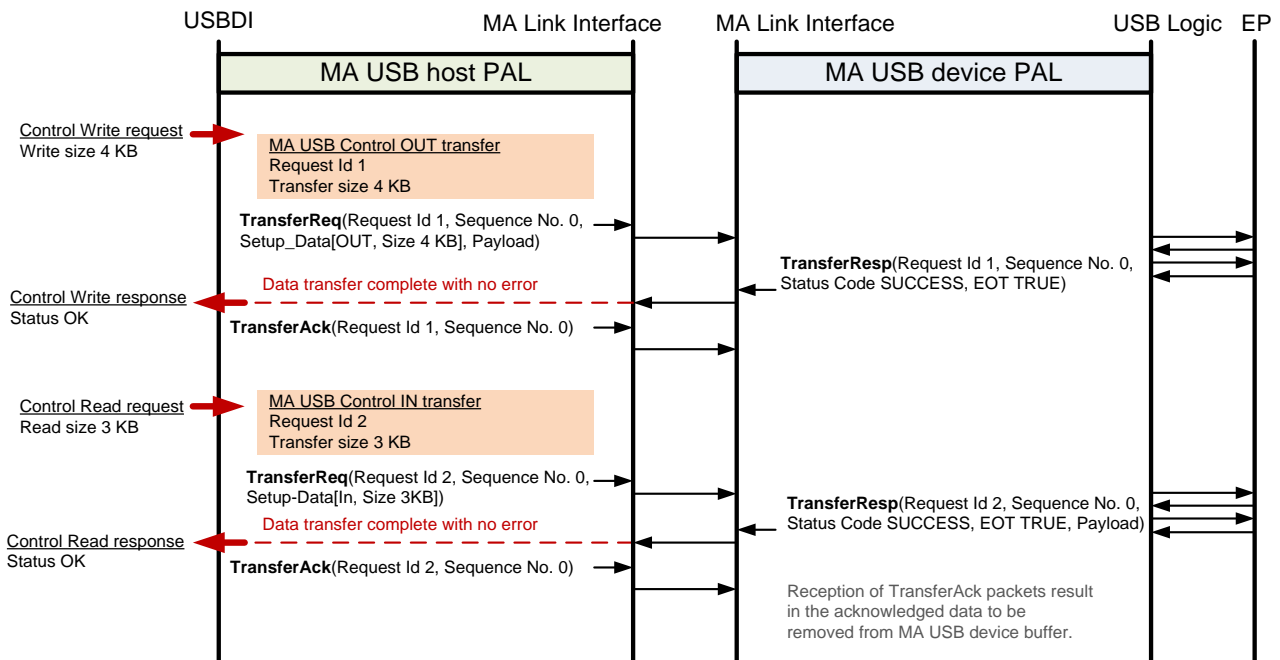 USBDI
MA Link Interface
MA Link Interface
USB Logic
EP
MA USB host PAL
MA USB device PAL
Control Write request
Write size 4 KB
MA USB Control OUT transfer
Request Id 1
Transfer size 4 KB
TransferReq(Request Id 1, Sequence No. 0,
Setup_Data[OUT, Size 4 KB], Payload)
TransferResp(Request Id 1, Sequence No. 0,
Status Code SUCCESS, EOT TRUE)
Data transfer complete with no error
Control Write response
Status OK
TransferAck(Request Id 1, Sequence No. 0)
Control Read request
Read size 3 KB
MA USB Control IN transfer
Request Id 2
Transfer size 3 KB
TransferReq(Request Id 2, Sequence No. 0,
Setup-Data[In, Size 3KB])
TransferResp(Request Id 2, Sequence No. 0,
Status Code SUCCESS, EOT TRUE, Payload)
Data transfer complete with no error
Control Read response
Status OK
TransferAck(Request Id 2, Sequence No. 0)
Reception of TransferAck packets result
in the acknowledged data to be
removed from MA USB device buffer.